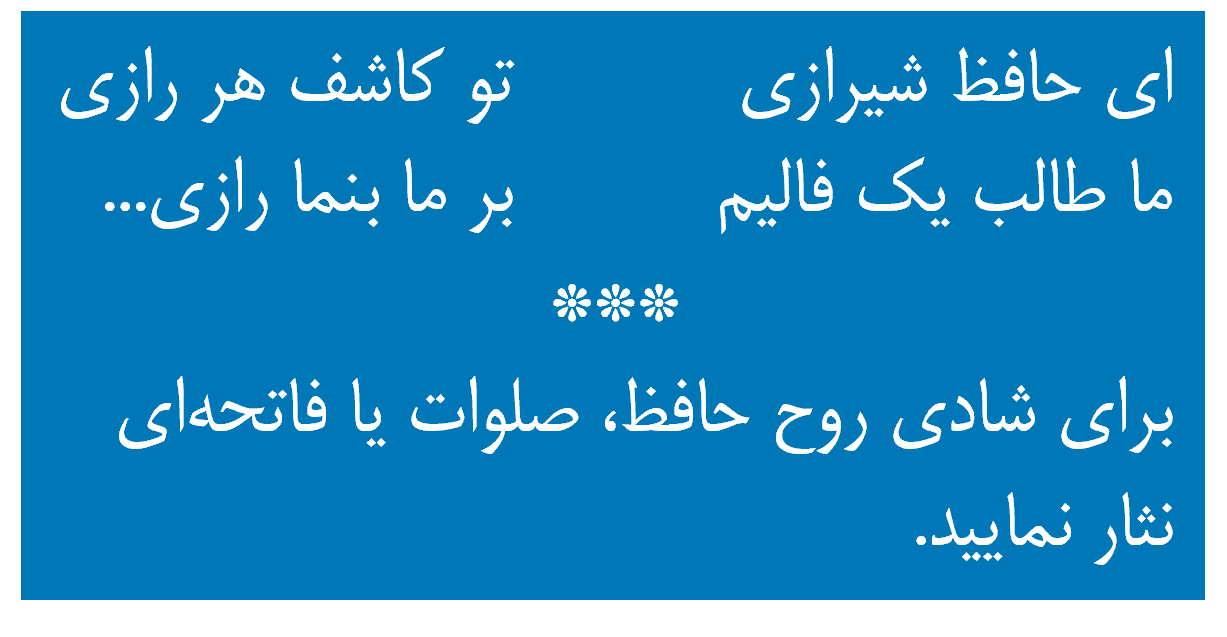 ای حافظ شیرازی تو کاشف هر رازی
ما طالب یک فالیم بر ما بنما رازی...
❊❊❊
برای شادی روح حافظ، صلوات یا فاتحه‌ای
نثار نمایید.